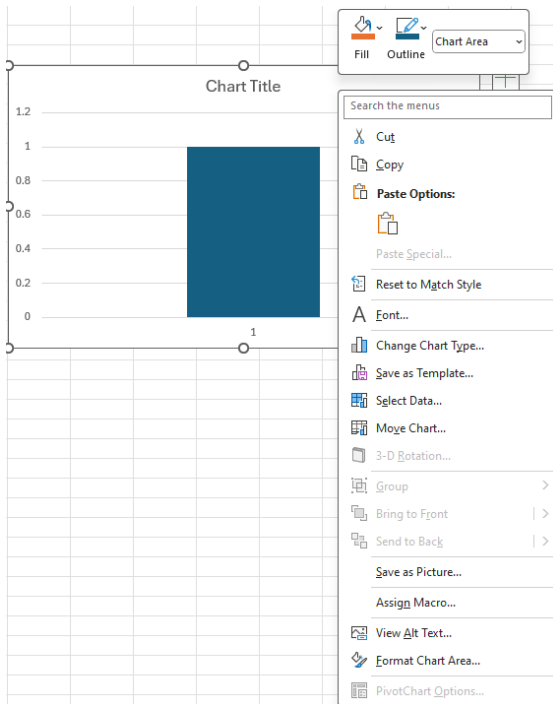 Fill
Outline
Chart Area
Chart Title
1.2
1
0.8
0.6
0.4
0.2
0
1
Search the menus
Cut
Copy
Paste Options:
Paste Special...
Reset to Match Style
Font...
Change Chart Type...
Save as Template...
Select Data...
Move Chart...
3-D Rotation...
Group
Bring to Front
Send to Back
Save as Picture...
Assign Macro...
View Alt Text...
Format Chart Area...
PivotChart Options...